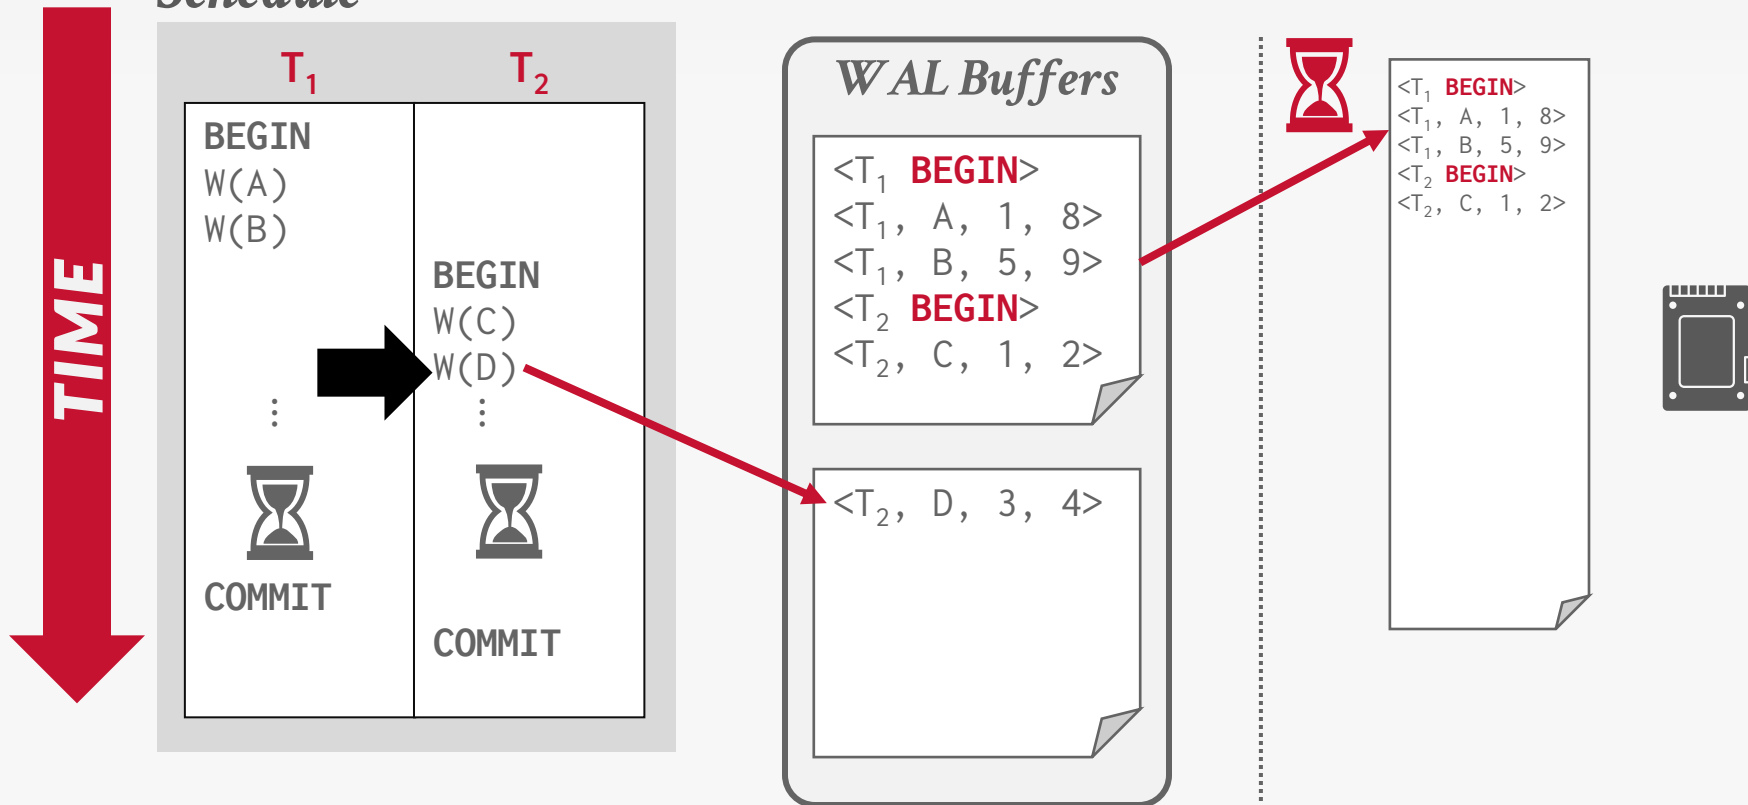 Schedule
TIME
T₁ T₂
BEGIN
W(A)
W(B)
BEGIN
W(C)
W(D)
⋮ ⋮
COMMIT
COMMIT
WAL Buffers
<T₁ BEGIN>
<T₁, A, 1, 8>
<T₁, B, 5, 9>
<T₂ BEGIN>
<T₂, C, 1, 2>
<T₂, D, 3, 4>
<T₁ BEGIN>
<T₁, A, 1, 8>
<T₁, B, 5, 9>
<T₂ BEGIN>
<T₂, C, 1, 2>